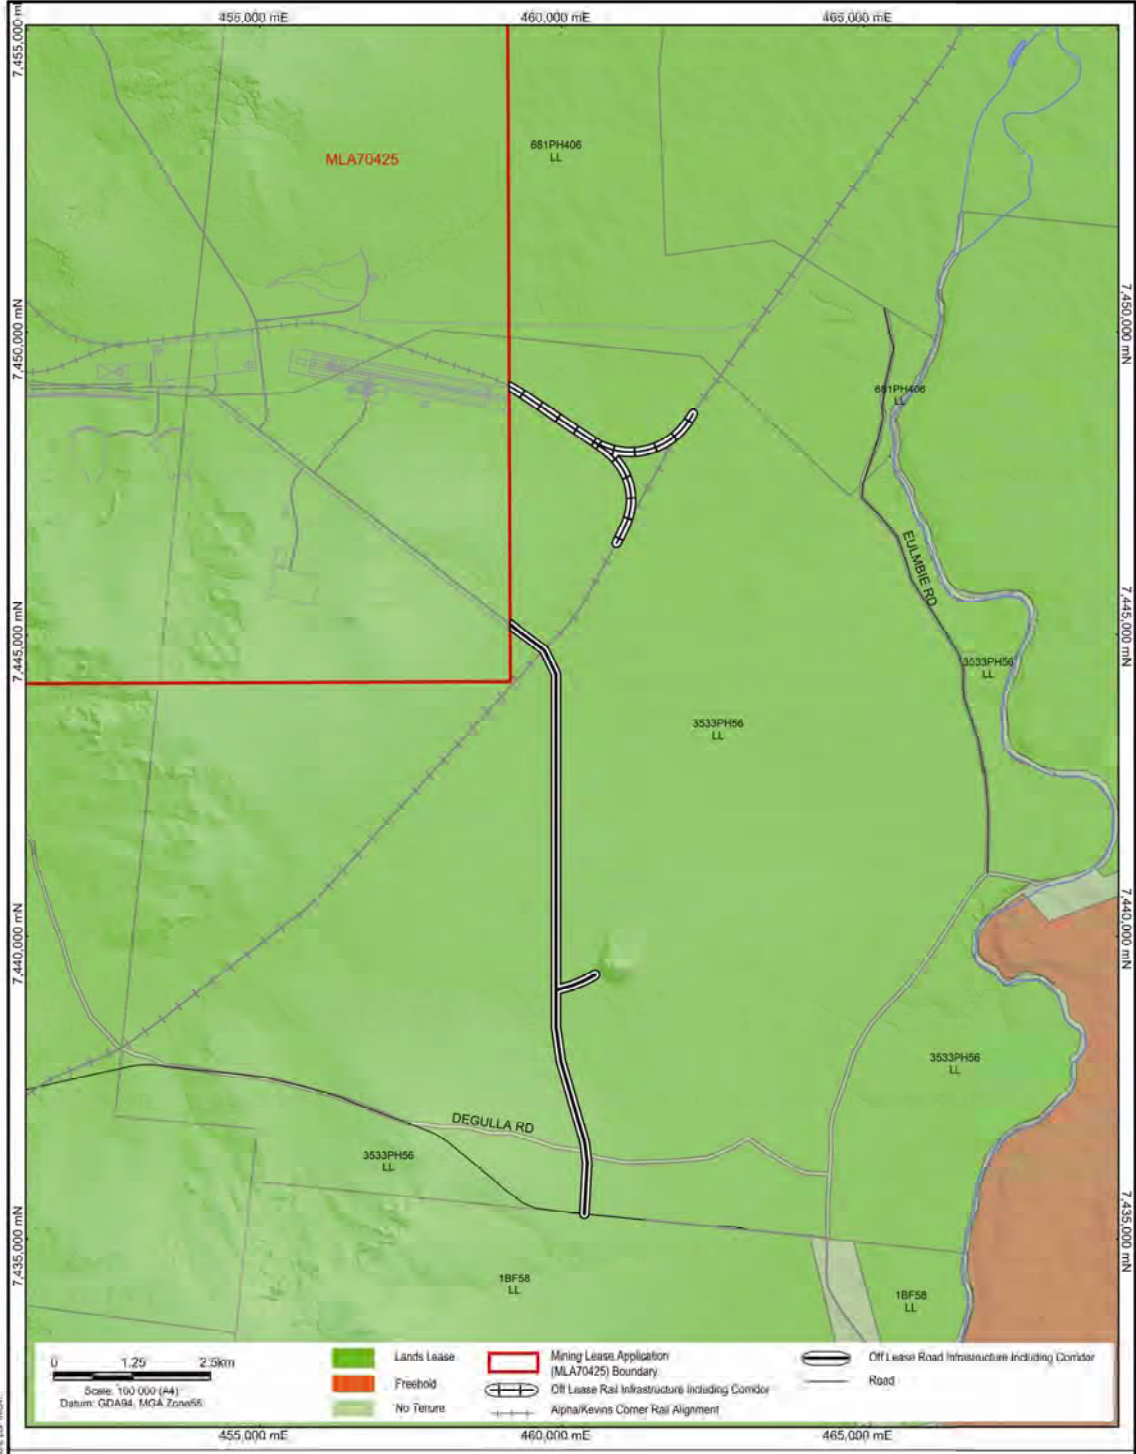 455,000 mE
460,000 mE
465,000 mE
7,455,000 m
MLA70425
681PH406
LL
7,450,000 mN
7,450,000 mN
681PH406
LL
EULMBIE RD
7,445,000 mN
7,445,000 mN
3533PH56
LL
3533PH56
LL
7,440,000 mN
7,440,000 mN
3533PH56
LL
DEGULLA RD
3533PH56
LL
7,435,000 mN
7,435,000 mN
1BF58
LL
1BF58
LL
0 1.25 2.5km
Scale: 100 000 (A4)
Datum: GDA94, MGA Zone55
Lands Lease
Freehold
No Tenure
Mining Lease Application
(MLA70425) Boundary
Off Lease Rail Infrastructure Including Corridor
Alpha/Kevins Corner Rail Alignment
Off Lease Road Infrastructure Including Corridor
Road
455,000 mE
460,000 mE
465,000 mE